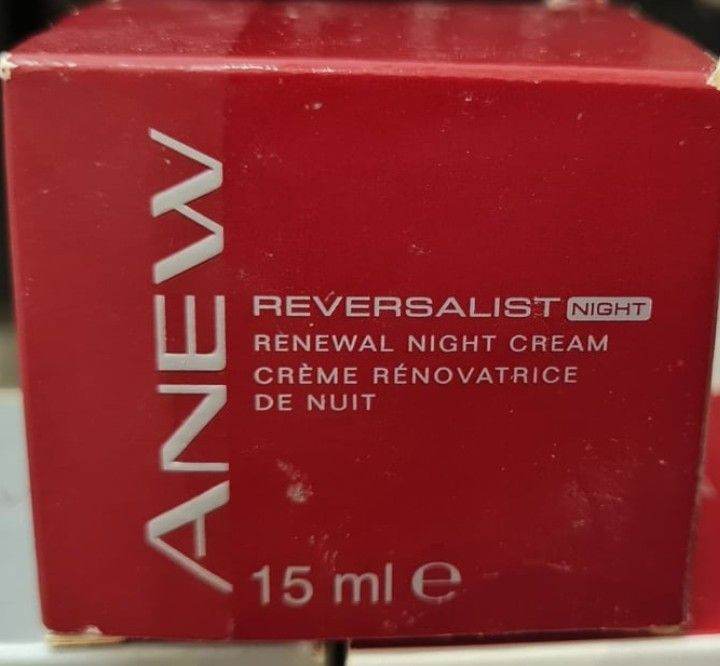 ANEW
REVERSALIST NIGHT
RENEWAL NIGHT CREAM
CRÈME RÉNOVATRICE
DE NUIT
15 ml ℮